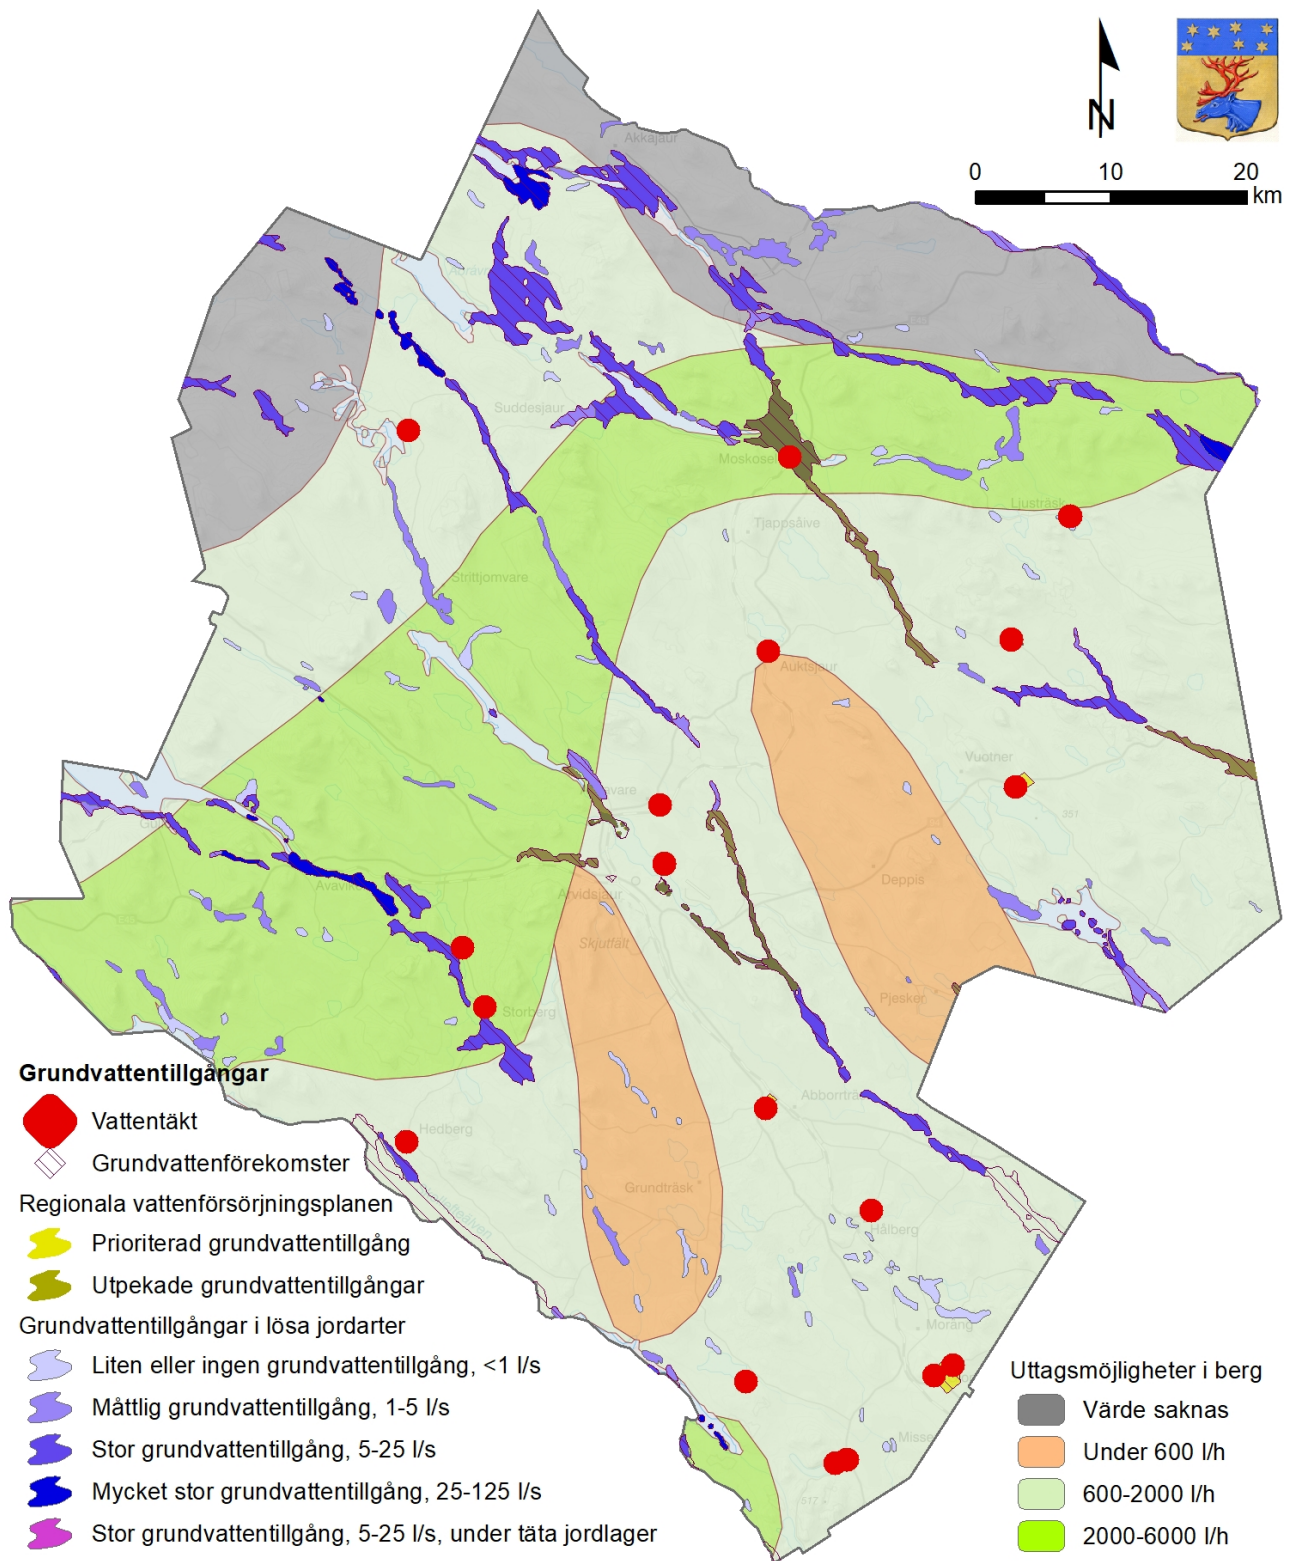 N
0 10 20
km
Akkajaur
Suddesjaur
Moskosel
Ljusträsk
Tjappsåive
Strittjomvare
Auktsjaur
Vuotner
351
Avaviken
Deppis
Arvidsjaur
Skjutfält
Pjesker
Storberg
Abborrträsk
Hedberg
Grundträsk
Hålberg
Moräng
517
Grundvattentillgångar
Vattentäkt
Grundvattenförekomster
Regionala vattenförsörjningsplanen
Prioriterad grundvattentillgång
Utpekade grundvattentillgångar
Grundvattentillgångar i lösa jordarter
Liten eller ingen grundvattentillgång, <1 l/s
Måttlig grundvattentillgång, 1-5 l/s
Stor grundvattentillgång, 5-25 l/s
Mycket stor grundvattentillgång, 25-125 l/s
Stor grundvattentillgång, 5-25 l/s, under täta jordlager
Uttagsmöjligheter i berg
Värde saknas
Under 600 l/h
600-2000 l/h
2000-6000 l/h